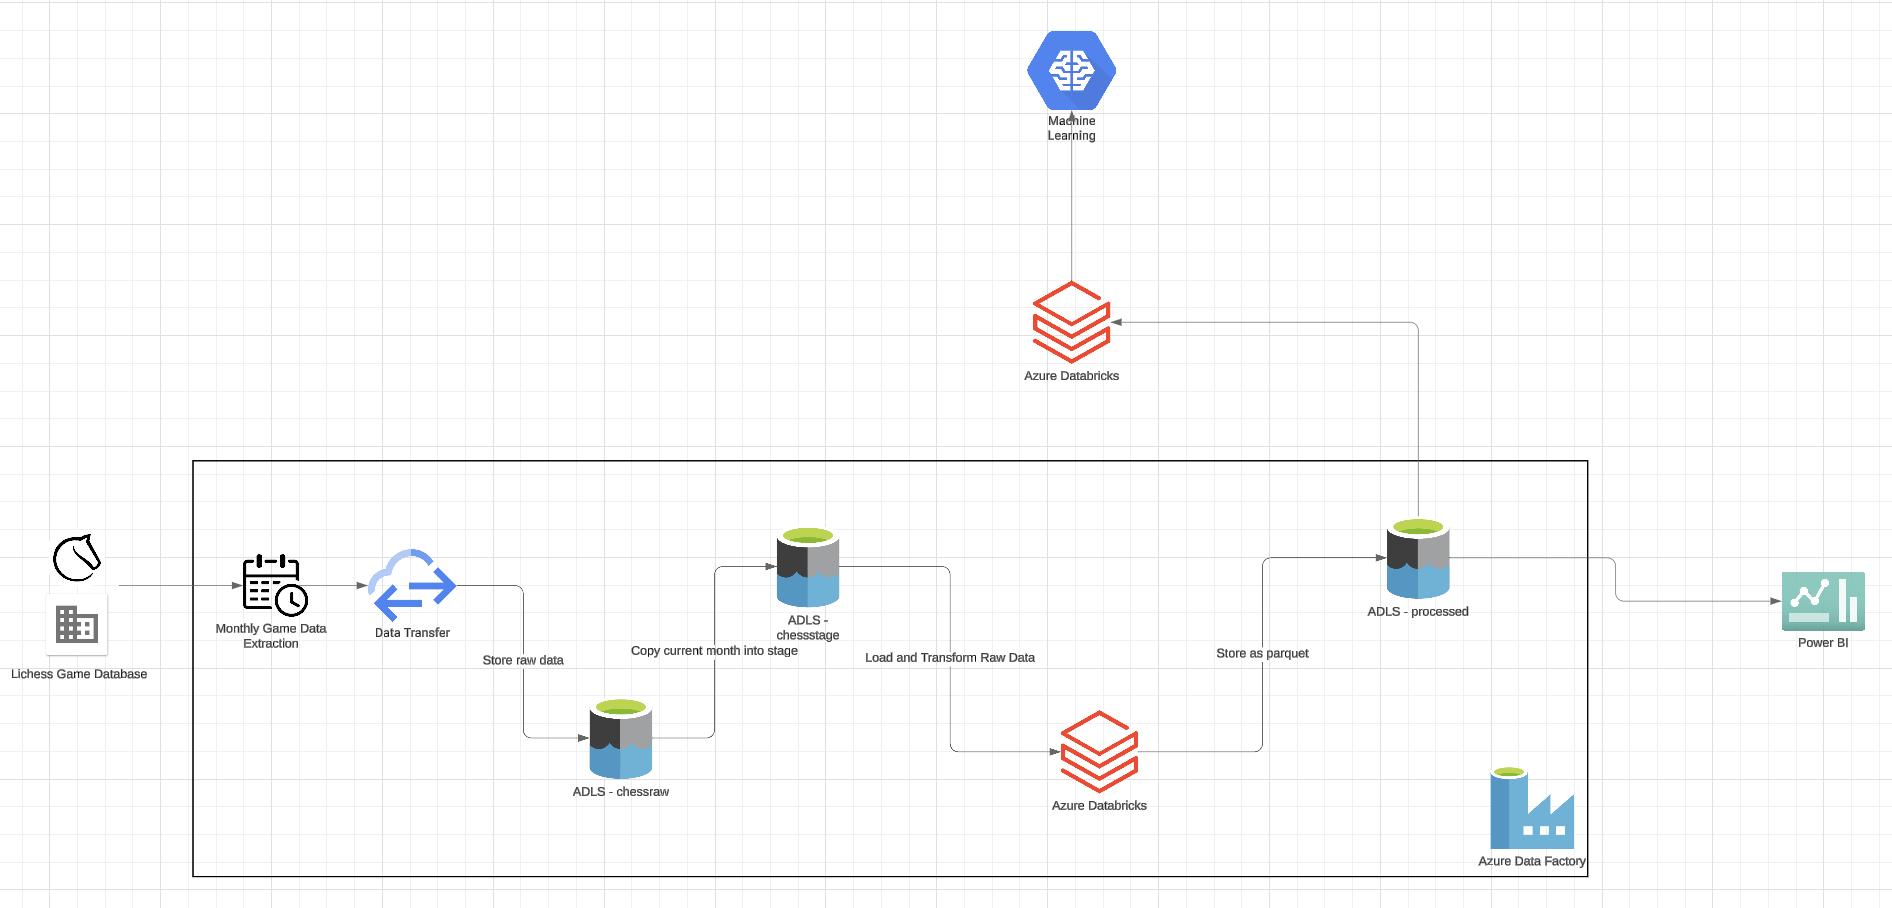 Machine
Learning
Azure Databricks
Lichess Game Database
Monthly Game Data
Extraction
Data Transfer
Store raw data
ADLS - chessraw
Copy current month into stage
ADLS -
chessstage
Load and Transform Raw Data
Azure Databricks
Store as parquet
ADLS - processed
Azure Data Factory
Power BI